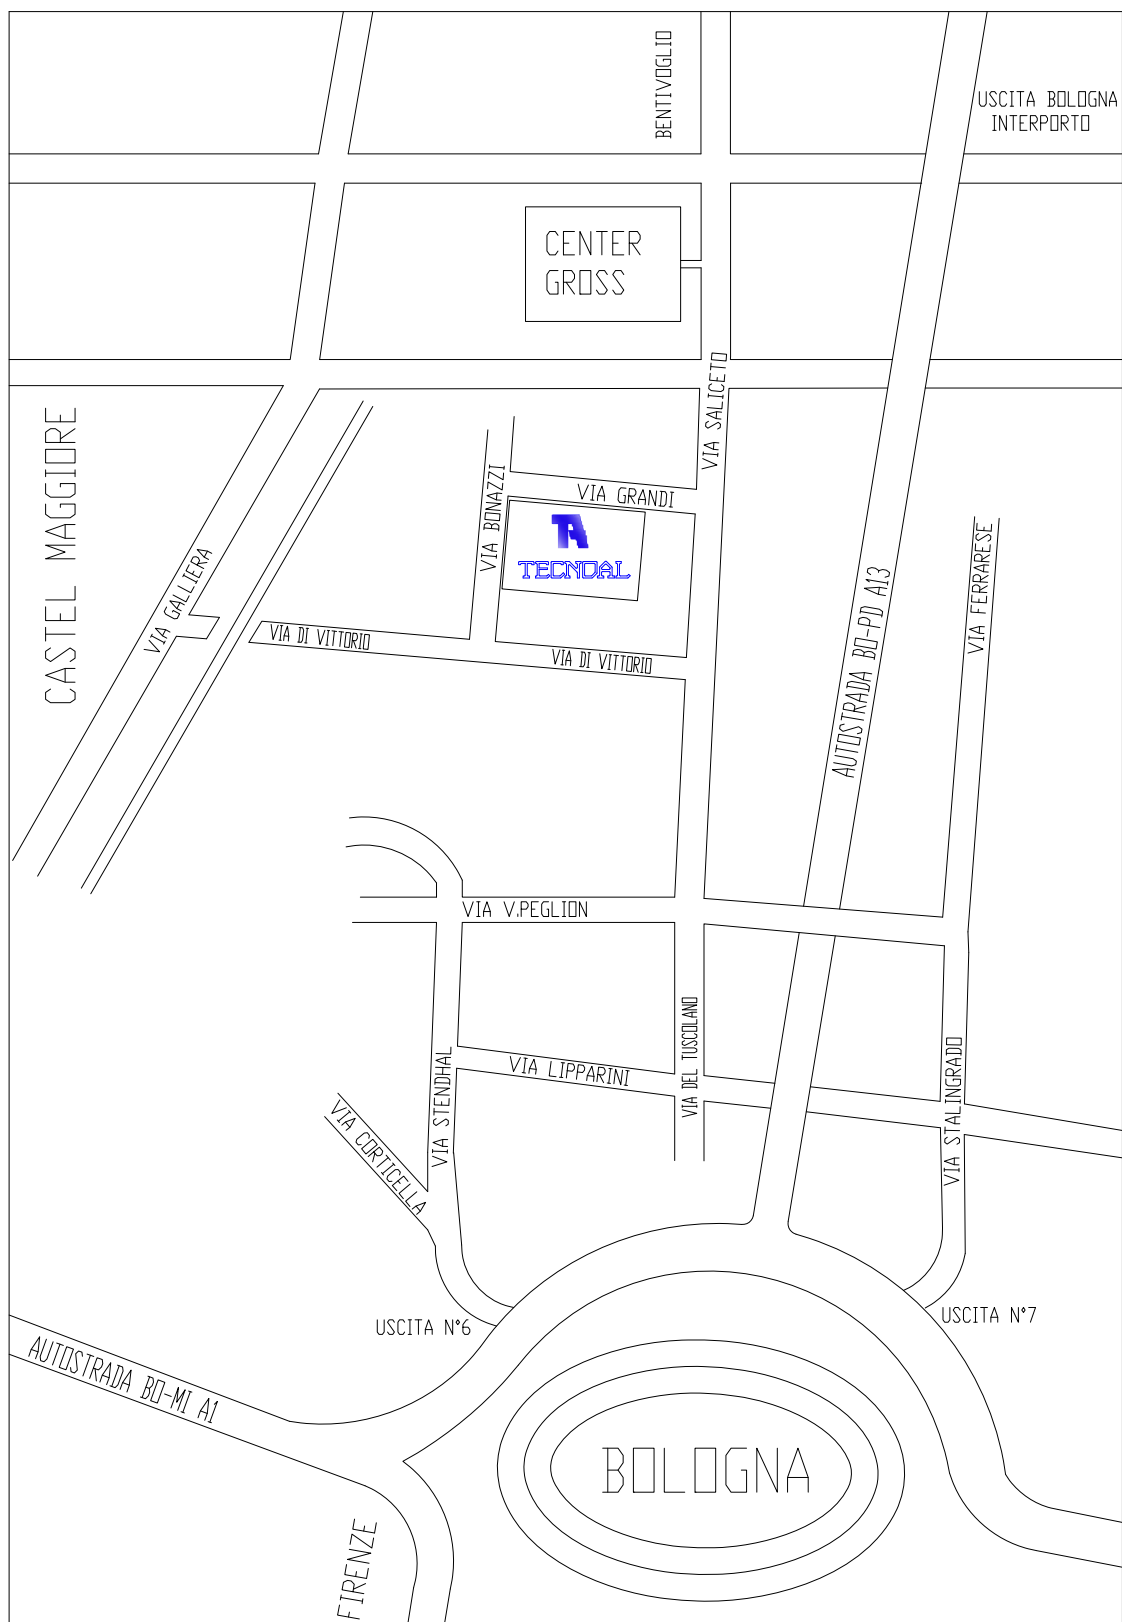 BENTIVOGLIO
USCITA BOLOGNA
INTERPORTO
CENTER
GROSS
VIA SALICETO
CASTEL MAGGIORE
VIA BONAZZI
VIA GRANDI
TA
TECNOAL
VIA GALLIERA
VIA FERRARESE
AUTOSTRADA BO-PD A13
VIA DI VITTORIO
VIA DI VITTORIO
VIA V.PEGLION
VIA DEL TUSCOLANO
VIA LIPPARINI
VIA STENDHAL
VIA STALINGRADO
VIA CORTICELLA
USCITA N°6
USCITA N°7
AUTOSTRADA BO-MI A1
BOLOGNA
FIRENZE